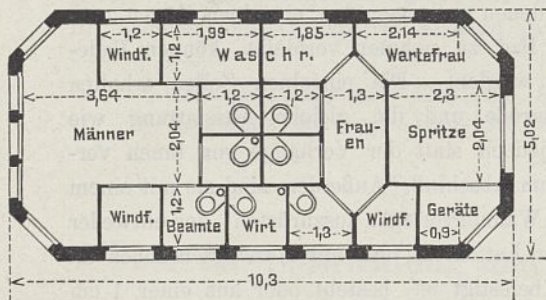 1,2 1,99 1,85 2,14
Windf. Waschr. Wartefrau
1,2
3,64 1,2 1,2 1,3 2,3
Männer 2,04 Frau- Spritze 2,04 5,02
en
Windf. 1,2 Windf. Geräte
Beamte Wirt 1,3 0,9
10,3